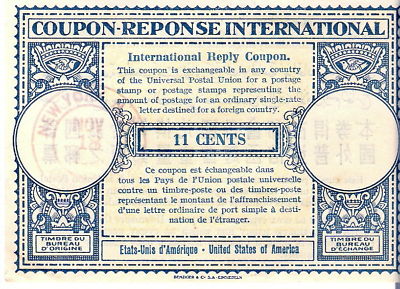 COUPON-REPONSE INTERNATIONAL
International Reply Coupon.
This coupon is exchangeable in any country
of the Universal Postal Union for a postage
stamp or postage stamps representing the
amount of postage for an ordinary single-rate
letter destined for a foreign country.
NEW YORK
NOV
11 CENTS
Ce coupon est échangeable dans
tous les Pays de l'Union postale universelle
contre un timbre-poste ou des timbres-poste
représentant le montant de l'affranchissement
d'une lettre ordinaire de port simple à desti-
nation de l'étranger.
TIMBRE DU
BUREAU
D'ORIGINE
Etats-Unis d'Amérique - United States of America
TIMBRE DU
BUREAU
D'ÉCHANGE